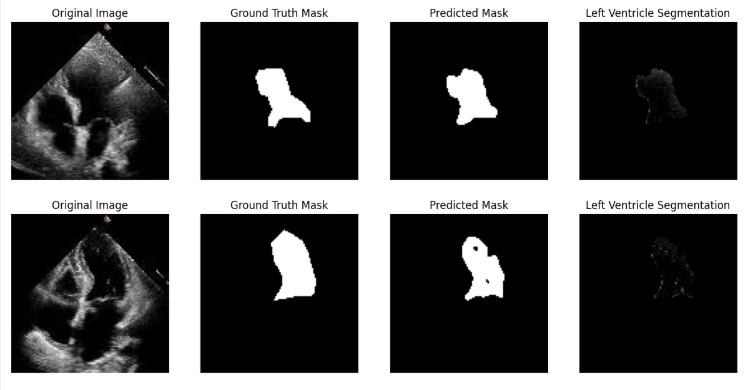 Original Image
Ground Truth Mask
Predicted Mask
Left Ventricle Segmentation
Original Image
Ground Truth Mask
Predicted Mask
Left Ventricle Segmentation